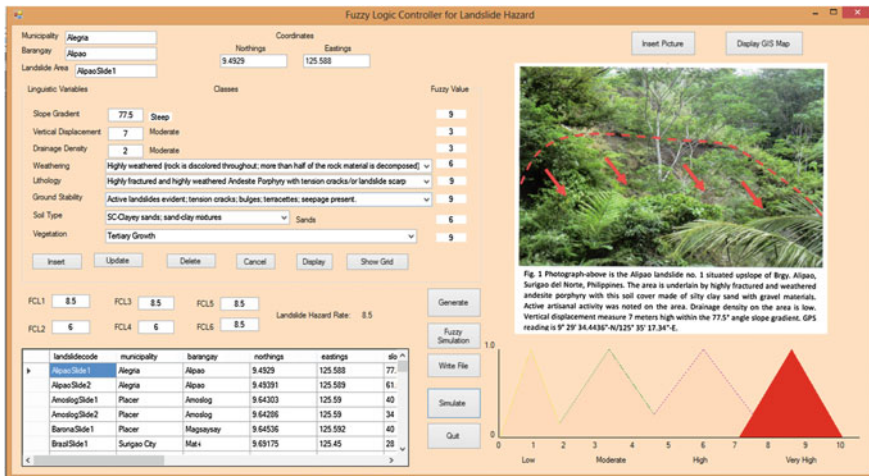 Fuzzy Logic Controller for Landslide Hazard
Municipality Alegria
Barangay Alipao
Landslide Area AlipaoSlide1
Coordinates
Northings Eastings
9.4929 125.588
Insert Picture Display GIS Map
Linguistic Variables Classes Fuzzy Value
Slope Gradient 77.5 Steep 9
Vertical Displacement 7 Moderate 3
Drainage Density 2 Moderate 3
Weathering Highly weathered (rock is discolored throughout; more than half of the rock material is decomposed) 6
Lithology Highly fractured and highly weathered Andesite Porphyry with tension cracks/or landslide scarp 9
Ground Stability Active landslides evident; tension cracks; bulges; terracettes; seepage present. 9
Soil Type SC-Clayey sands; sand-clay mixtures Sands 6
Vegetation Tertiary Growth 9
Insert Update Delete Cancel Display Show Grid
Fig. 1 Photograph-above is the Alipao landslide no. 1 situated upslope of Brgy. Alipao,
Surigao del Norte, Philippines. The area is underlain by highly fractured and weathered
andesite porphyry with this soil cover made of silty clay sand with gravel materials.
Active artisanal activity was noted on the area. Drainage density on the area is low.
Vertical displacement measure 7 meters high within the 77.5° angle slope gradient. GPS
reading is 9° 29' 34.4436"-N/125° 35' 17.34"-E.
FCL1 8.5 FCL3 8.5 FCL5 8.5
FCL2 6 FCL4 6 FCL6 8.5
Landslide Hazard Rate: 8.5
Generate
Fuzzy
Simulation
Write File
Simulate
Quit
landslidecode municipality barangay northings eastings slo
AlipaoSlide1 Alegria Alipao 9.4929 125.588 77.
AlipaoSlide2 Alegria Alipao 9.49391 125.589 61.
AmoslogSlide1 Placer Amoslog 9.64303 125.59 40
AmoslogSlide2 Placer Amoslog 9.64286 125.59 34
BaronaSlide1 Placer Magsaysay 9.64536 125.592 40
BrazilSlide1 Surigao City 9.69175 125.45 28
1.0
0
0 1 2 3 4 5 6 7 8 9 10
Low Moderate High Very High